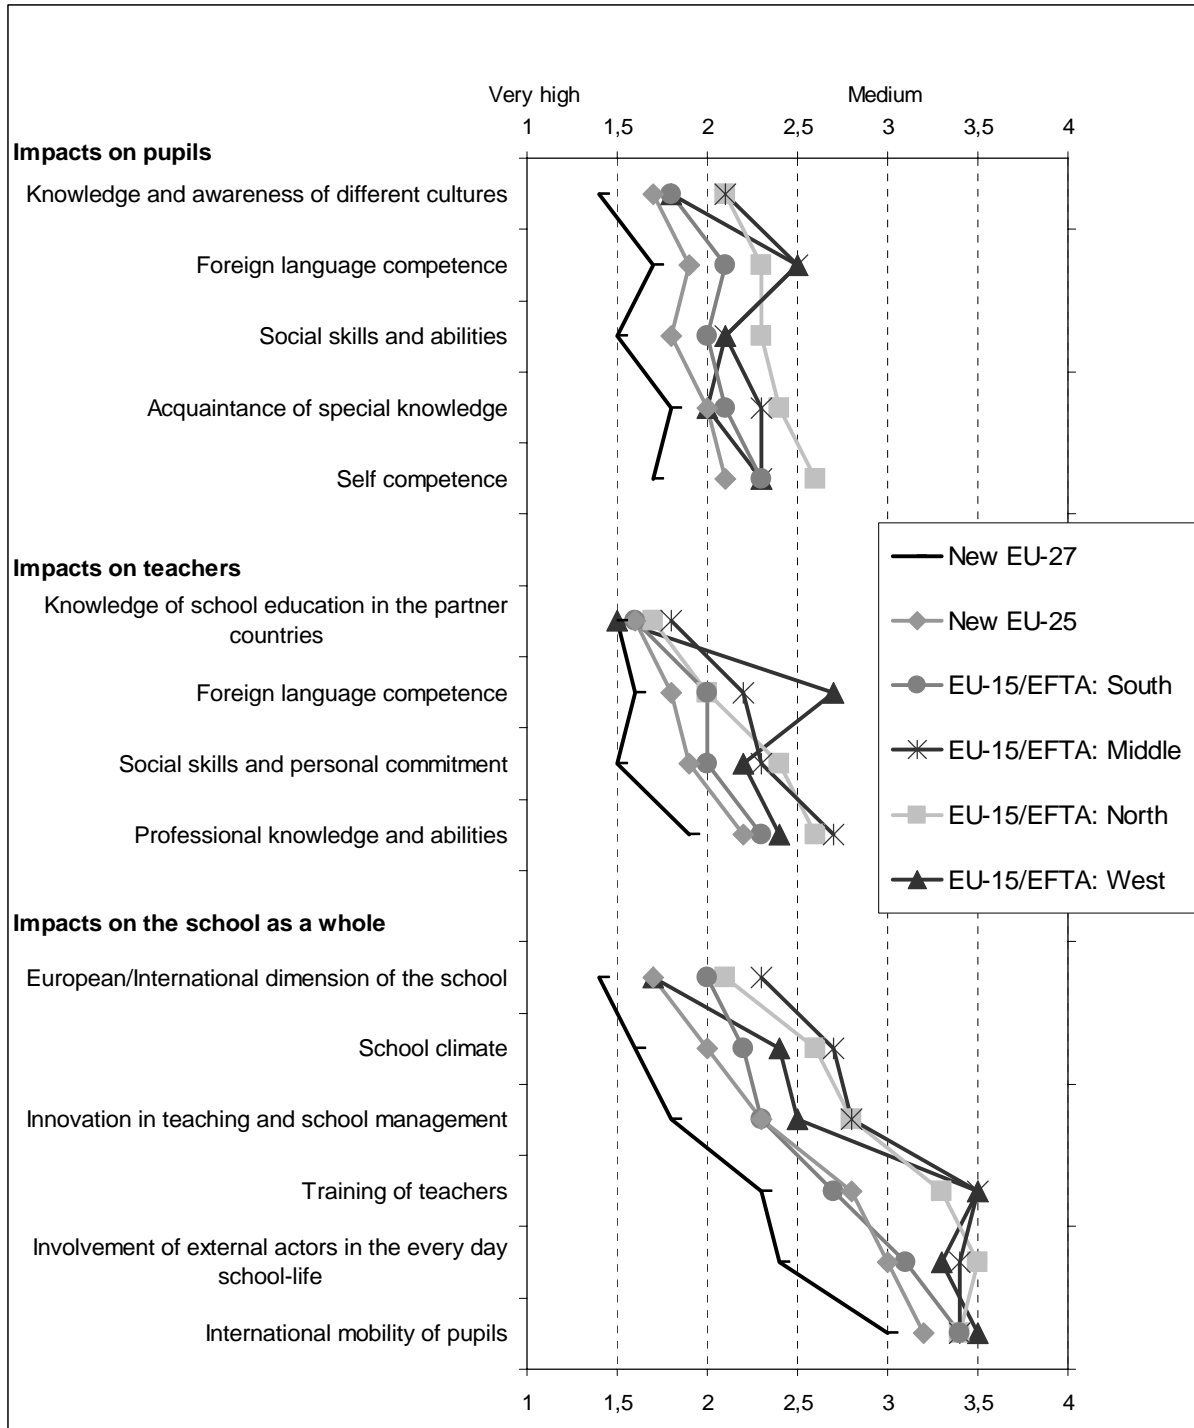 Very high Medium
1 1,5 2 2,5 3 3,5 4
Impacts on pupils
Knowledge and awareness of different cultures
Foreign language competence
Social skills and abilities
Acquaintance of special knowledge
Self competence
Impacts on teachers
Knowledge of school education in the partner
countries
Foreign language competence
Social skills and personal commitment
Professional knowledge and abilities
Impacts on the school as a whole
European/International dimension of the school
School climate
Innovation in teaching and school management
Training of teachers
Involvement of external actors in the every day
school-life
International mobility of pupils
New EU-27
New EU-25
EU-15/EFTA: South
EU-15/EFTA: Middle
EU-15/EFTA: North
EU-15/EFTA: West
1 1,5 2 2,5 3 3,5 4